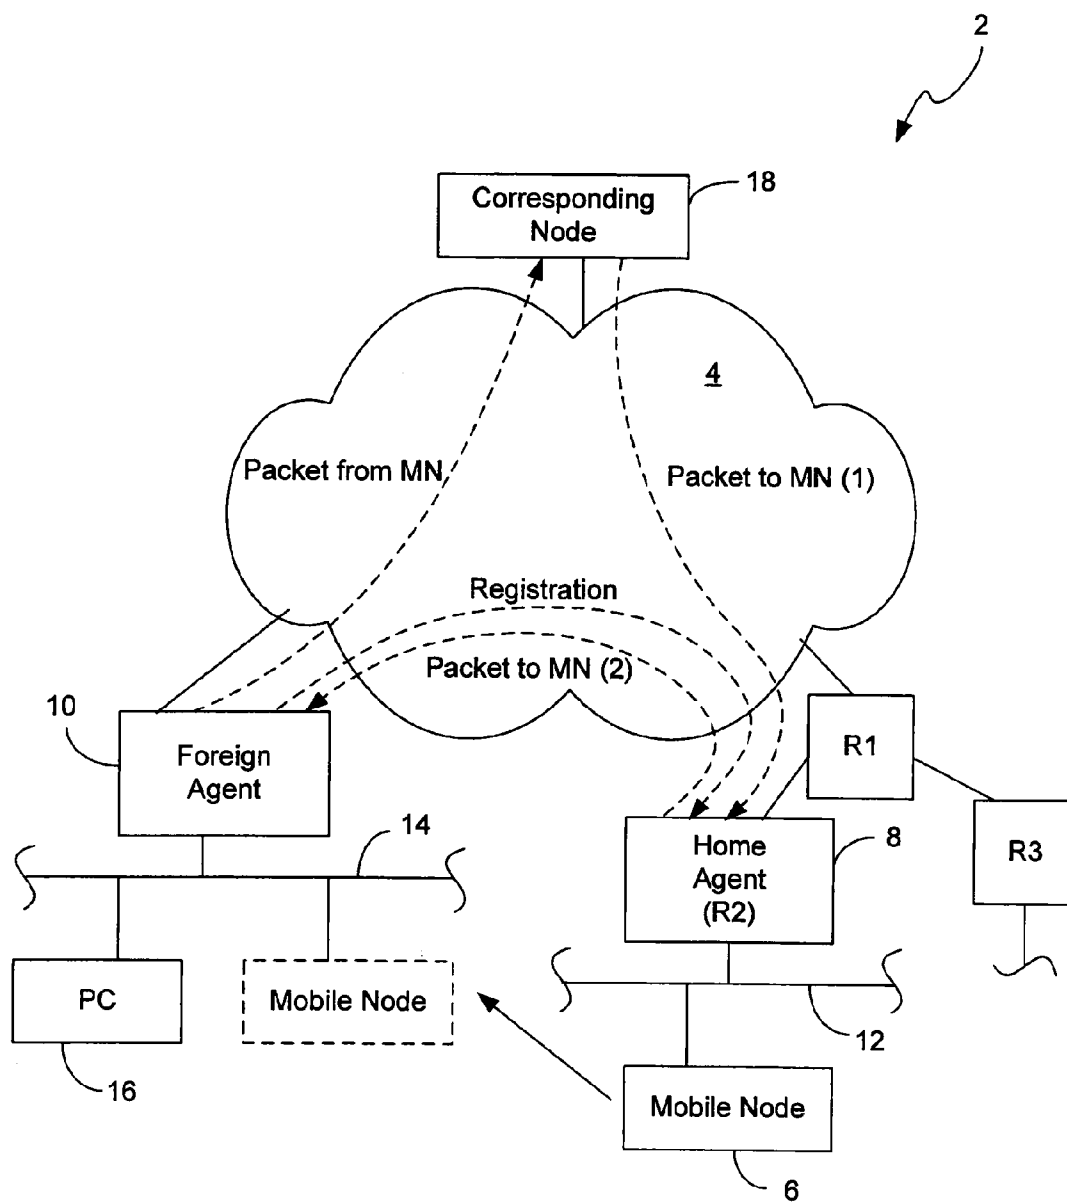 2
Corresponding
Node
18
4
Packet from MN
Packet to MN (1)
Registration
Packet to MN (2)
10
Foreign
Agent
R1
14
Home
Agent
(R2)
8
R3
PC
Mobile Node
12
16
Mobile Node
6